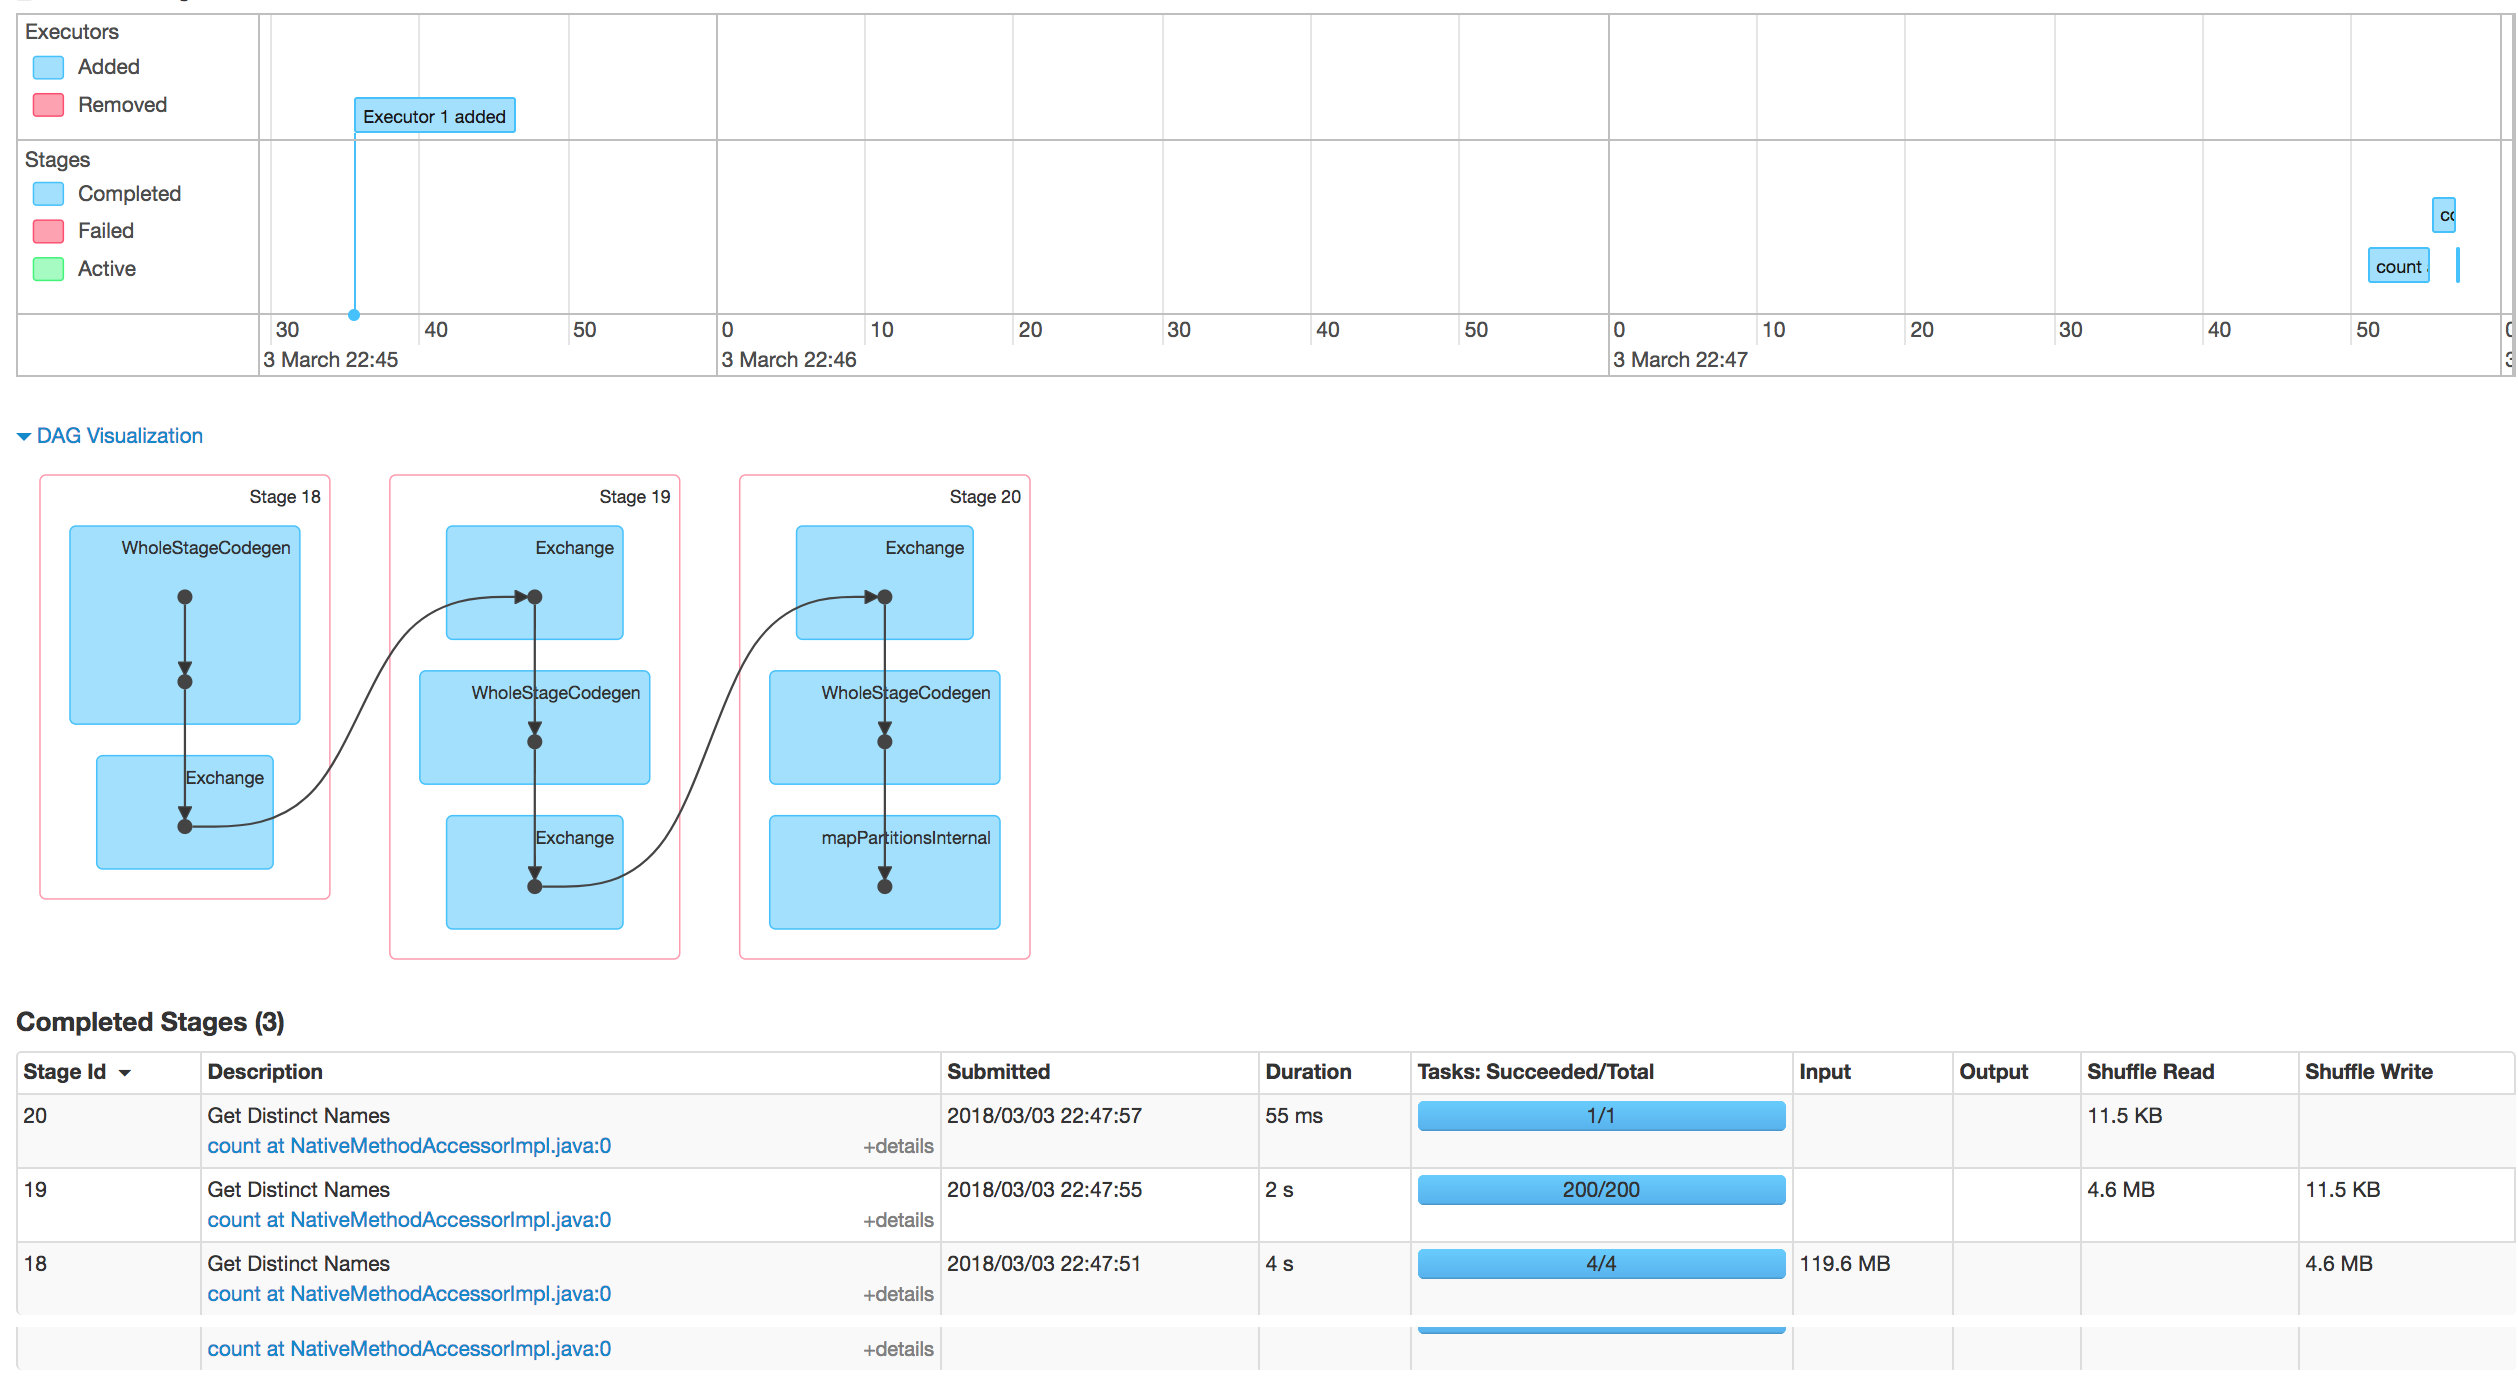 Executors
Added
Removed
Executor 1 added
Stages
Completed
Failed
Active
count
30 40 50 0 10 20 30 40 50 0 10 20 30 40 50
3 March 22:45 3 March 22:46 3 March 22:47
DAG Visualization
Stage 18
WholeStageCodegen
Exchange
Stage 19
Exchange
WholeStageCodegen
Exchange
Stage 20
Exchange
WholeStageCodegen
mapPartitionsInternal
Completed Stages (3)
Stage Id Description Submitted Duration Tasks: Succeeded/Total Input Output Shuffle Read Shuffle Write
20 Get Distinct Names 2018/03/03 22:47:57 55 ms 1/1 11.5 KB
count at NativeMethodAccessorImpl.java:0 +details
19 Get Distinct Names 2018/03/03 22:47:55 2 s 200/200 4.6 MB 11.5 KB
count at NativeMethodAccessorImpl.java:0 +details
18 Get Distinct Names 2018/03/03 22:47:51 4 s 4/4 119.6 MB 4.6 MB
count at NativeMethodAccessorImpl.java:0 +details
count at NativeMethodAccessorImpl.java:0 +details